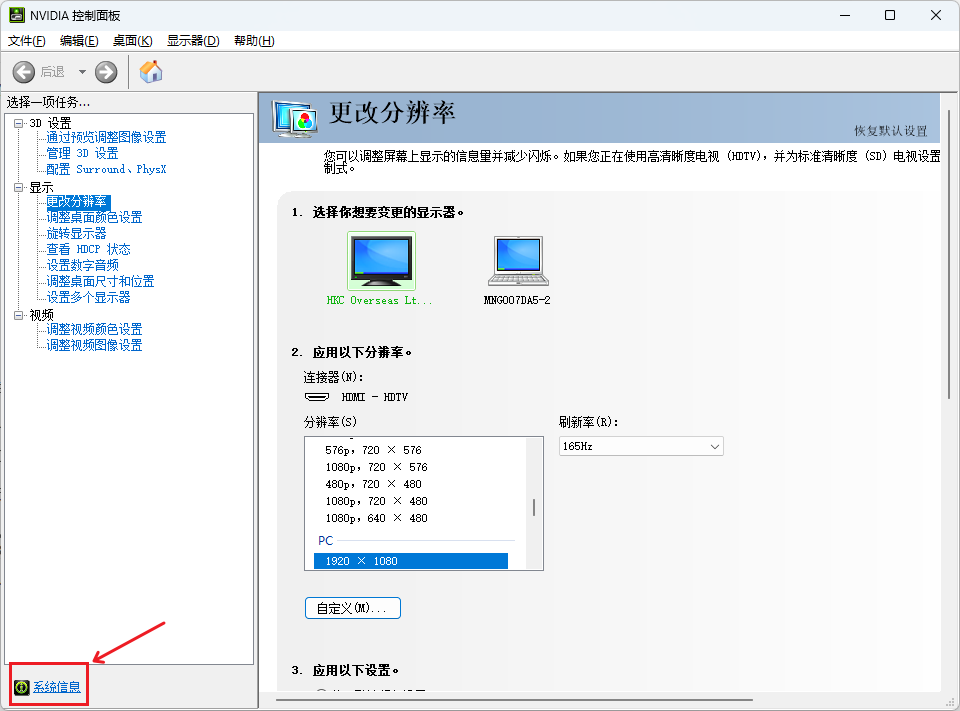 NVIDIA 控制面板
文件(F) 编辑(E) 桌面(K) 显示器(D) 帮助(H)
后退
选择一项任务...
3D 设置
通过预览调整图像设置
管理 3D 设置
配置 Surround、PhysX
显示
更改分辨率
调整桌面颜色设置
旋转显示器
查看 HDCP 状态
设置数字音频
调整桌面尺寸和位置
设置多个显示器
视频
调整视频颜色设置
调整视频图像设置
系统信息
更改分辨率
恢复默认设置
您可以调整屏幕上显示的信息量并减少闪烁。如果您正在使用高清晰度电视 (HDTV)，并为标准清晰度 (SD) 电视设置
制式。
1. 选择你想要变更的显示器。
HKC Overseas Lt...
MNG007DA5-2
2. 应用以下分辨率。
连接器(N):
HDMI - HDTV
分辨率(S)
刷新率(R):
576p, 720 × 576
165Hz
1080p, 720 × 576
480p, 720 × 480
1080p, 720 × 480
1080p, 640 × 480
PC
1920 × 1080
自定义(M)...
3. 应用以下设置。